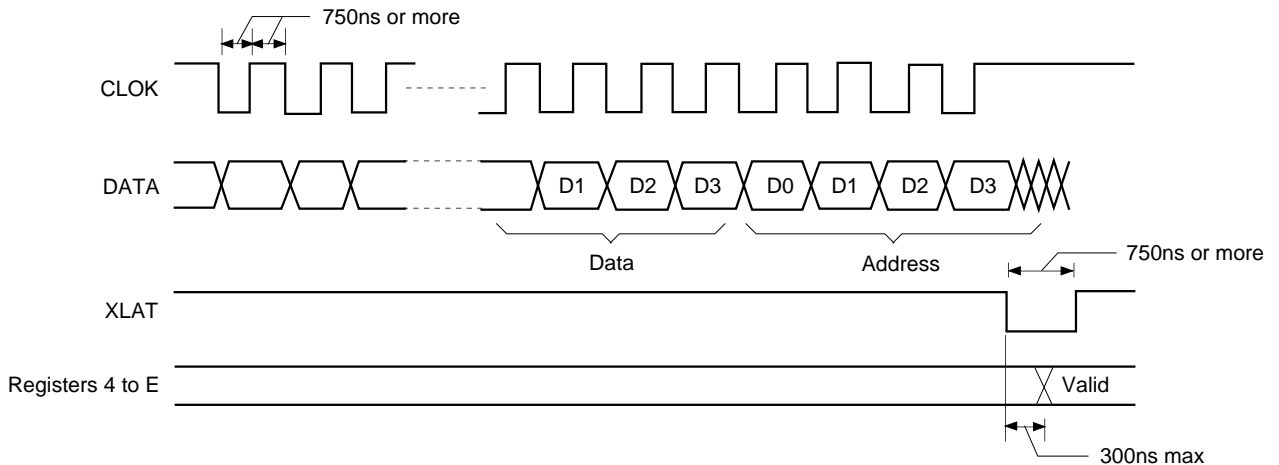 750ns or more
CLOK
DATA
D1 D2 D3 D0 D1 D2 D3
Data Address
750ns or more
XLAT
Registers 4 to E
Valid
300ns max